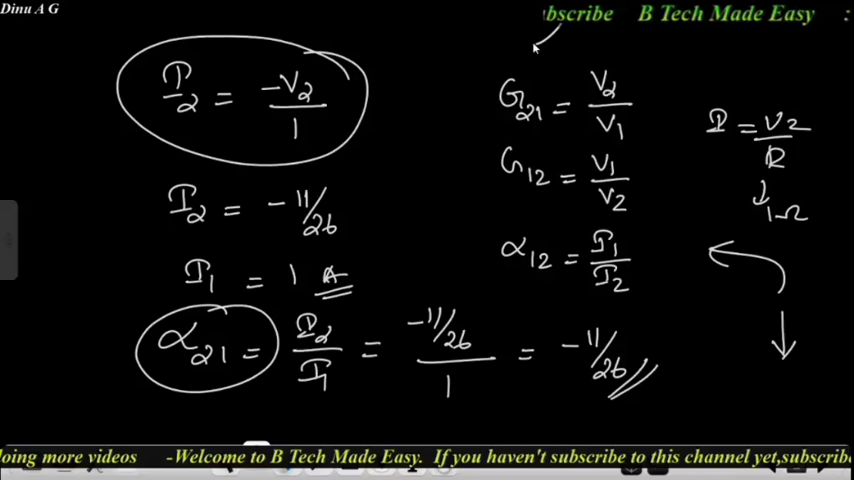 Dinu A G
bscribe B Tech Made Easy :
I2 = -V2/1
I2 = -11/26
I1 = 1 A
α21 = I2/I1 = (-11/26)/1 = -11/26
G21 = V2/V1
G12 = V1/V2
α12 = I1/I2
I = V2/R
1Ω
oing more videos -Welcome to B Tech Made Easy. If you haven't subscribe to this channel yet,subscribe